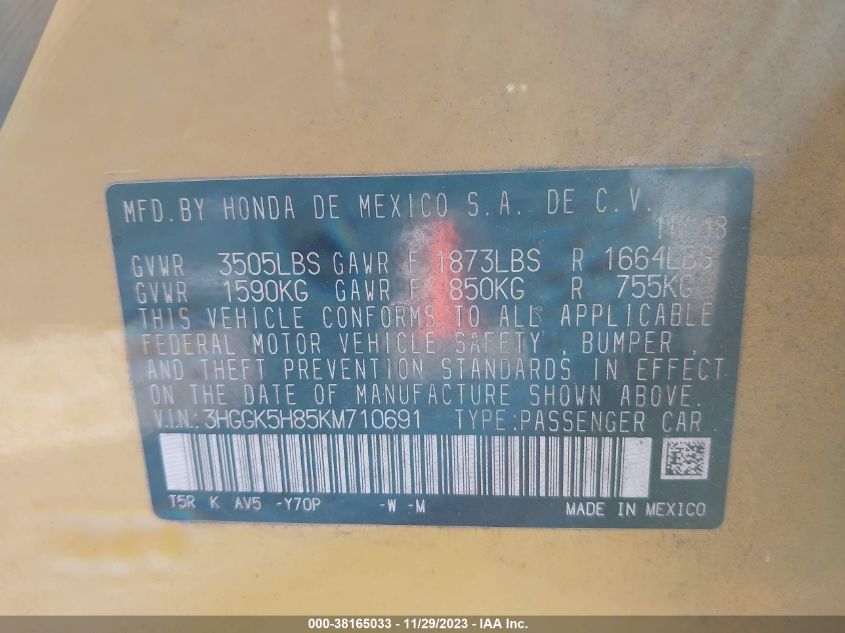 MFD.BY HONDA DE MEXICO S.A. DE C.V.
GVWR 3505LBS GAWR F 1873LBS R 1664LBS
GVWR 1590KG GAWR F 850KG R 755KG
THIS VEHICLE CONFORMS TO ALL APPLICABLE
FEDERAL MOTOR VEHICLE SAFETY , BUMPER ,
AND THEFT PREVENTION STANDARDS IN EFFECT
ON THE DATE OF MANUFACTURE SHOWN ABOVE.
V.I.N.: 3HGGK5H85KM710691 TYPE:PASSENGER CAR
T5R K AV5 -Y70P -W -M MADE IN MEXICO
000-38165033 - 11/29/2023 - IAA Inc.